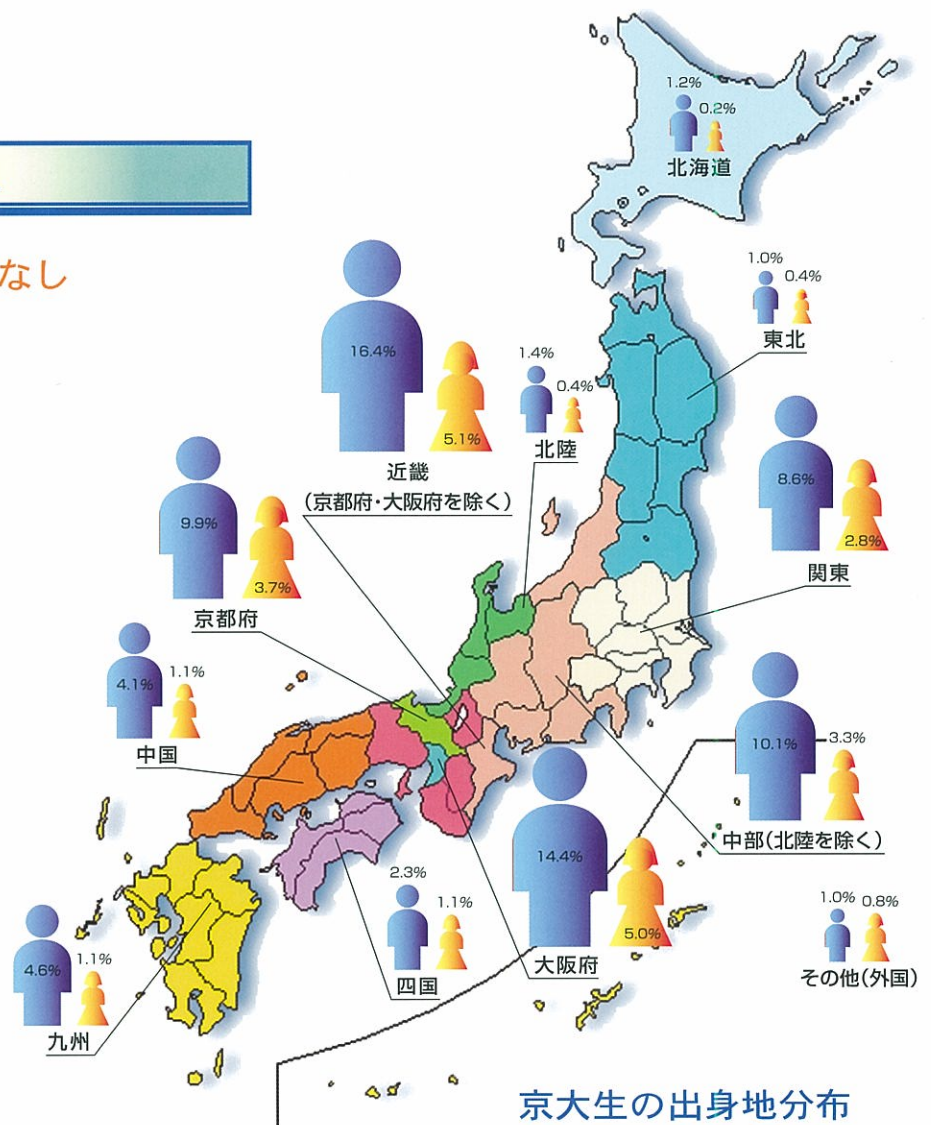 1.2%
0.2%
北海道
なし
1.0%
0.4%
東北
16.4%
5.1%
近畿
(京都府・大阪府を除く)
1.4%
0.4%
北陸
8.6%
2.8%
関東
9.9%
3.7%
京都府
4.1%
1.1%
中国
10.1%
3.3%
中部(北陸を除く)
14.4%
5.0%
大阪府
2.3%
1.1%
四国
1.0%
0.8%
その他(外国)
4.6%
1.1%
九州
京大生の出身地分布